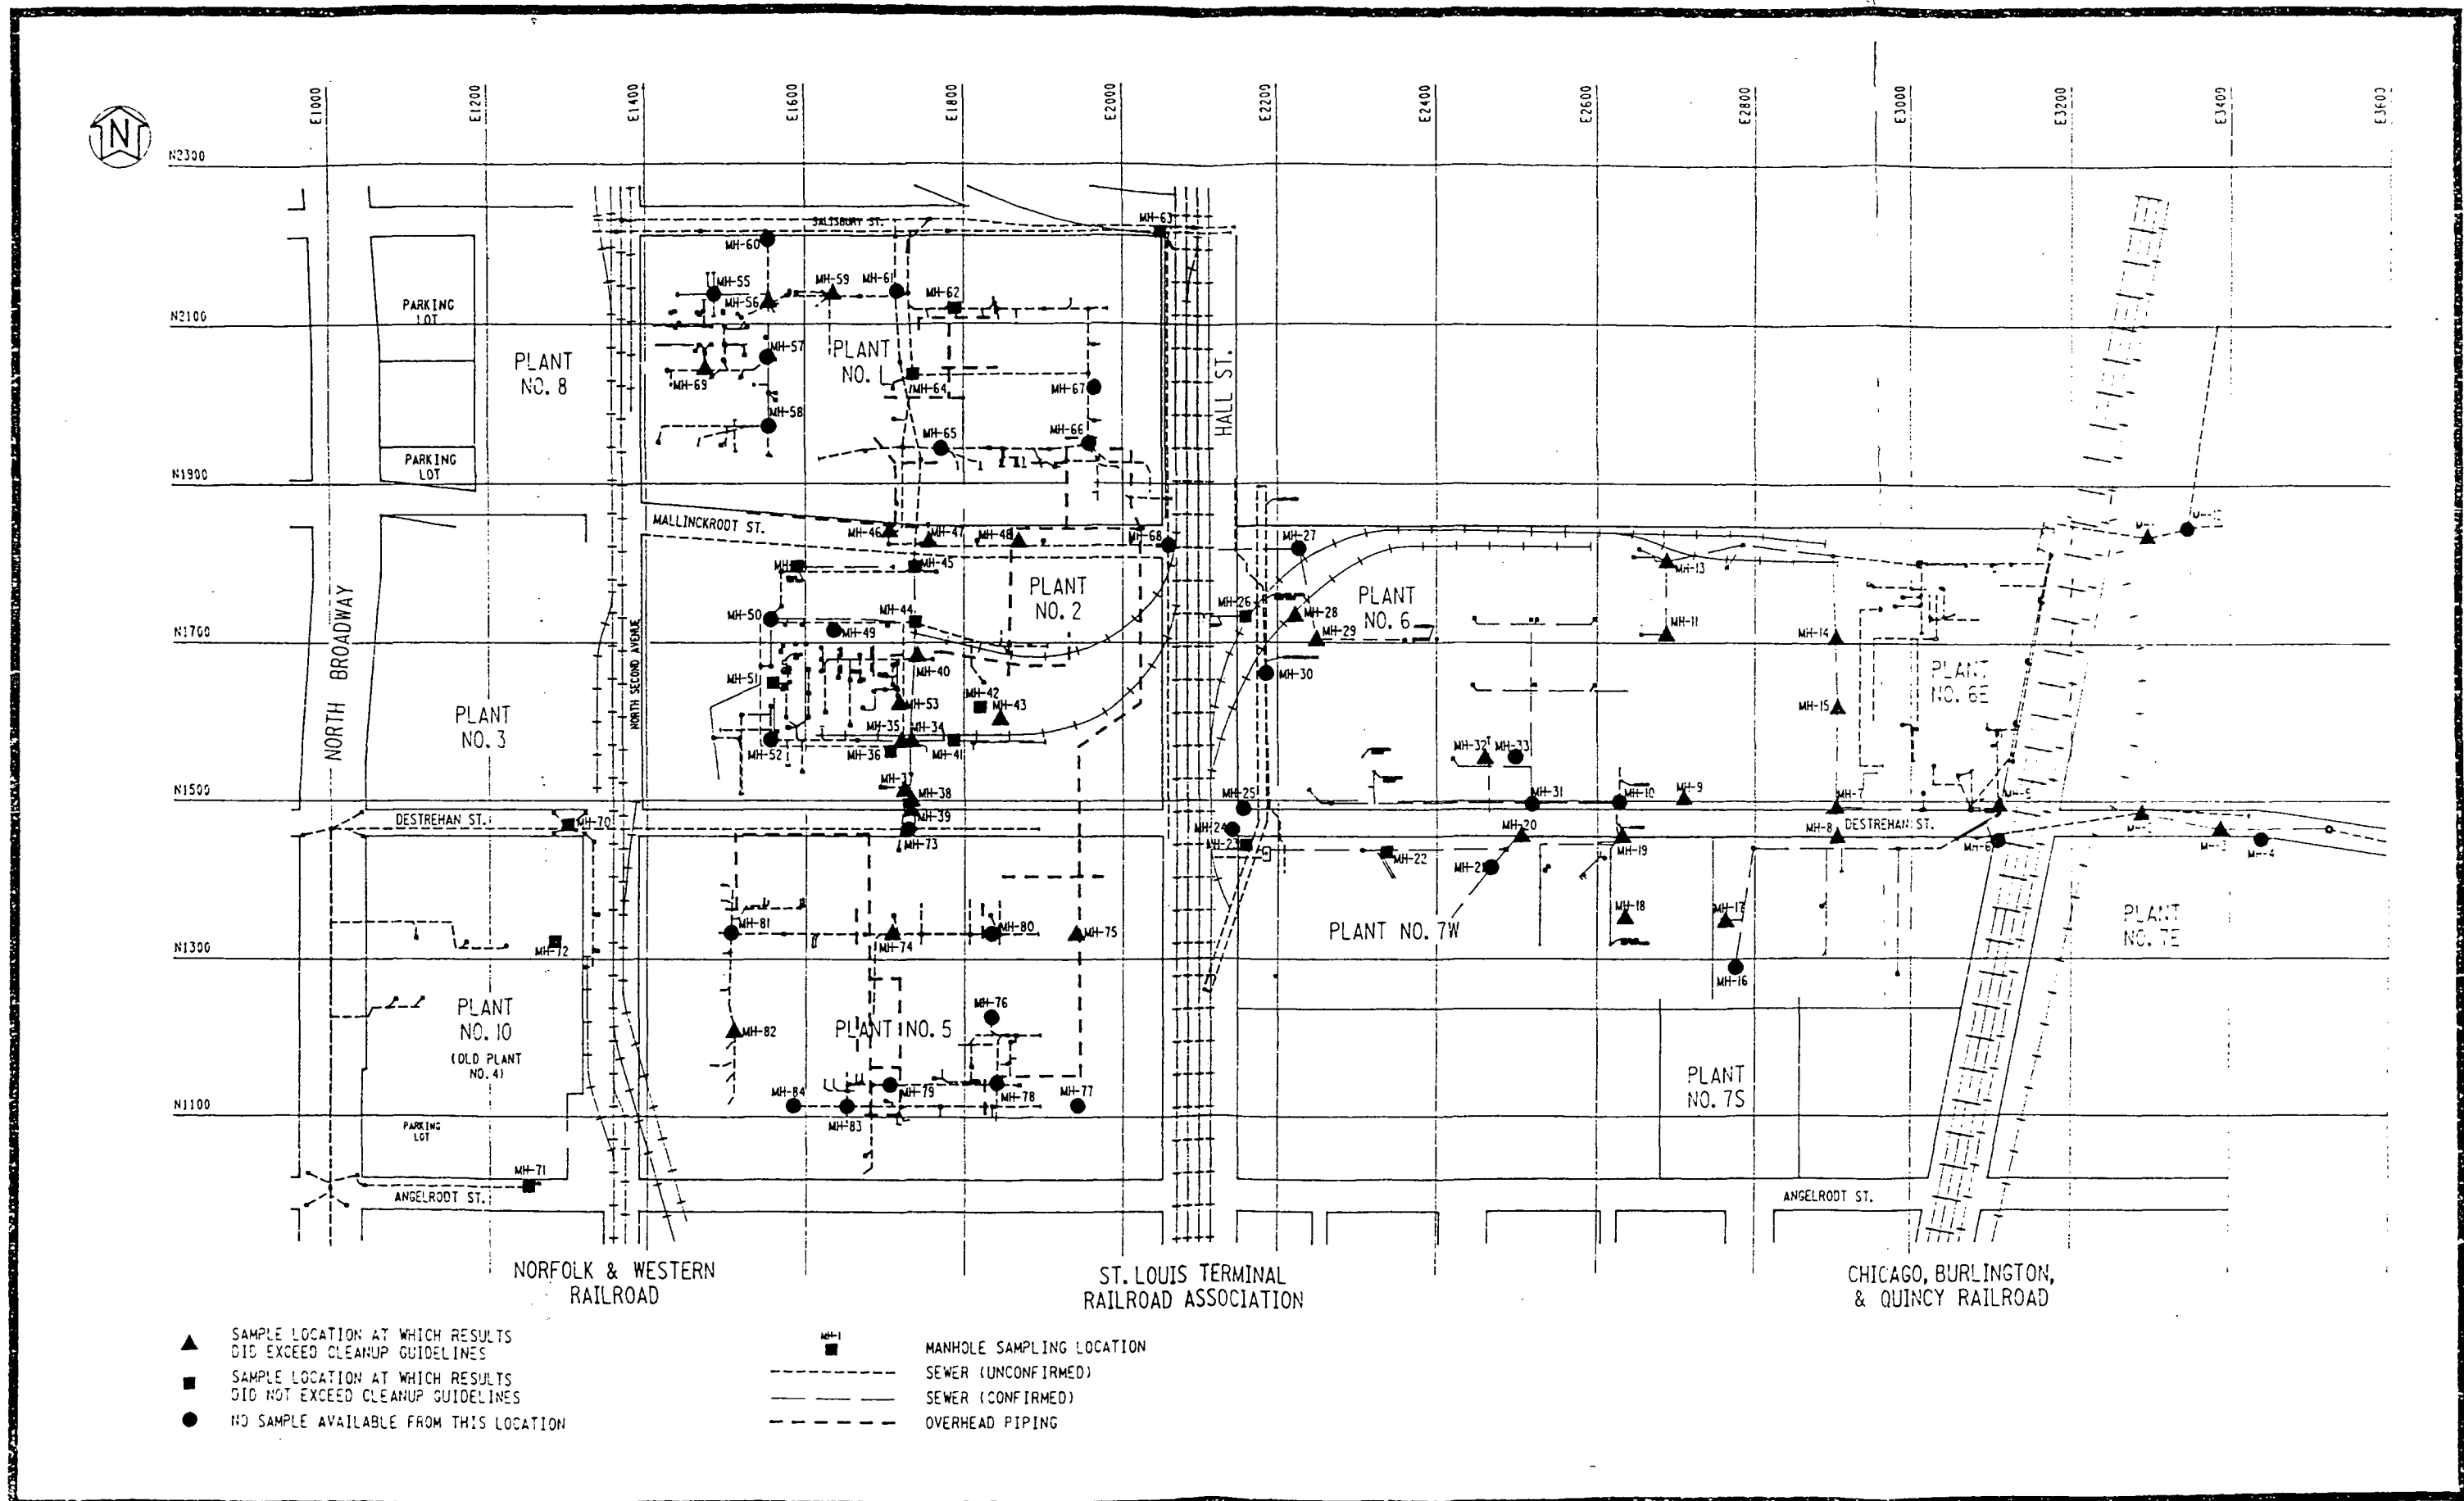 E1000
E1200
E1400
E1600
E1800
E2000
E2200
E2400
E2600
E2800
E3000
E3200
E3400
E3600
N
N2300
SALISBURY ST.
MH-63
MH-60
MH-55
MH-59
MH-61
MH-56
MH-62
PARKING
LOT
N2100
PLANT
NO. 8
MH-57
PLANT
NO. 1
MH-69
MH-64
MH-67
HALL ST.
MH-58
MH-65
MH-66
PARKING
LOT
N1900
MALLINCKRODT ST.
MH-46
MH-47
MH-48
MH-68
MH-27
MH-45
MH-13
PLANT
NO. 2
MH-50
MH-44
MH-49
MH-26
MH-28
PLANT
NO. 6
MH-29
MH-11
MH-14
N1700
NORTH BROADWAY
NORTH SECOND AVENUE
MH-40
MH-51
MH-42
MH-30
PLANT
NO. 6E
MH-53
MH-43
MH-15
PLANT
NO. 3
MH-35
MH-34
MH-52
MH-36
MH-41
MH-32
MH-33
MH-37
MH-38
MH-25
MH-31
MH-10
MH-9
MH-7
N1500
DESTREHAN ST.
MH-70
MH-39
MH-24
MH-20
MH-8
DESTREHAN ST.
MH-73
MH-23
MH-22
MH-19
MH-6
MH-4
MH-21
MH-81
MH-74
MH-80
MH-75
PLANT NO. 7W
MH-18
MH-17
PLANT
NO. 7E
N1300
MH-72
MH-16
PLANT
NO. 10
(OLD PLANT
NO. 4)
MH-82
PLANT NO. 5
MH-76
PLANT
NO. 7S
MH-84
MH-79
MH-78
MH-77
N1100
MH-83
PARKING
LOT
MH-71
ANGELRODT ST.
ANGELRODT ST.
NORFOLK & WESTERN
RAILROAD
ST. LOUIS TERMINAL
RAILROAD ASSOCIATION
CHICAGO, BURLINGTON,
& QUINCY RAILROAD
SAMPLE LOCATION AT WHICH RESULTS
DID EXCEED CLEANUP GUIDELINES
SAMPLE LOCATION AT WHICH RESULTS
DID NOT EXCEED CLEANUP GUIDELINES
NO SAMPLE AVAILABLE FROM THIS LOCATION
MH-1
MANHOLE SAMPLING LOCATION
SEWER (UNCONFIRMED)
SEWER (CONFIRMED)
OVERHEAD PIPING